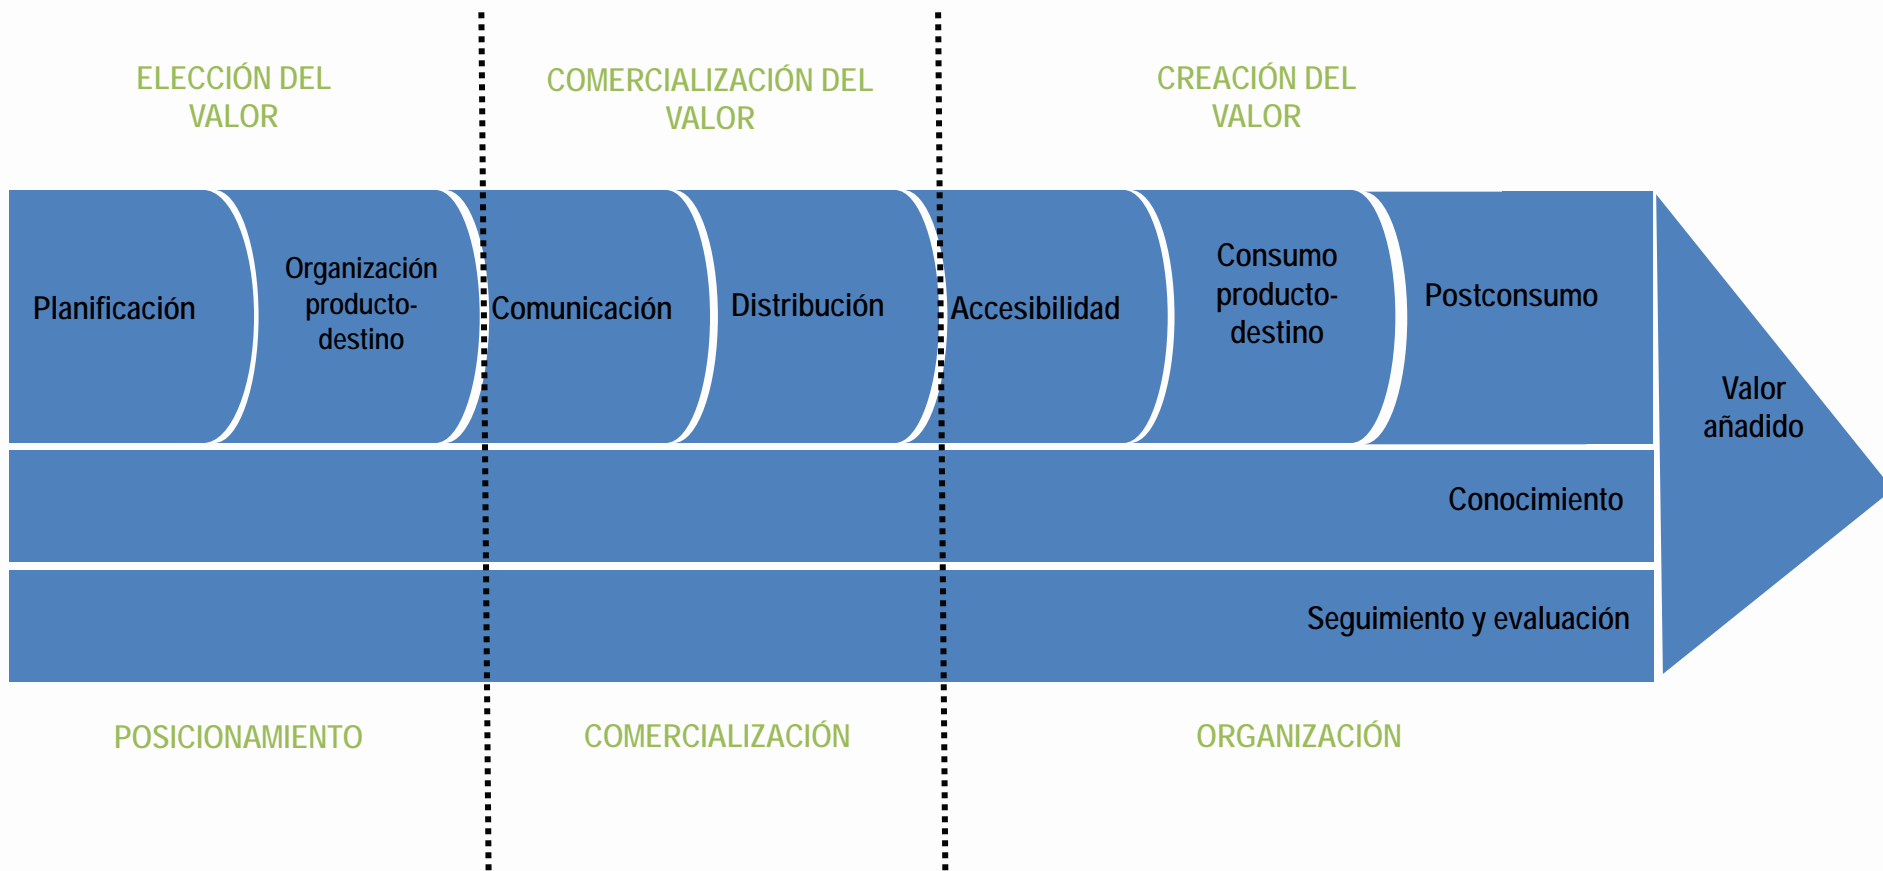 ELECCIÓN DEL
VALOR
COMERCIALIZACIÓN DEL
VALOR
CREACIÓN DEL
VALOR
Planificación
Organización
producto-
destino
Comunicación
Distribución
Accesibilidad
Consumo
producto-
destino
Postconsumo
Valor
añadido
Conocimiento
Seguimiento y evaluación
POSICIONAMIENTO
COMERCIALIZACIÓN
ORGANIZACIÓN